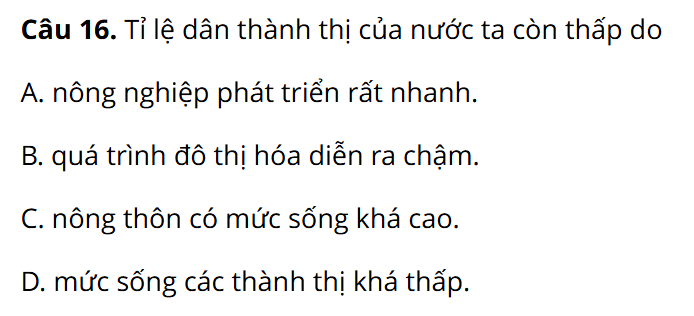 Câu 16. Tỉ lệ dân thành thị của nước ta còn thấp do
A. nông nghiệp phát triển rất nhanh.
B. quá trình đô thị hóa diễn ra chậm.
C. nông thôn có mức sống khá cao.
D. mức sống các thành thị khá thấp.